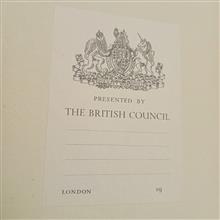 PRESENTED BY
THE BRITISH COUNCIL
LONDON 19